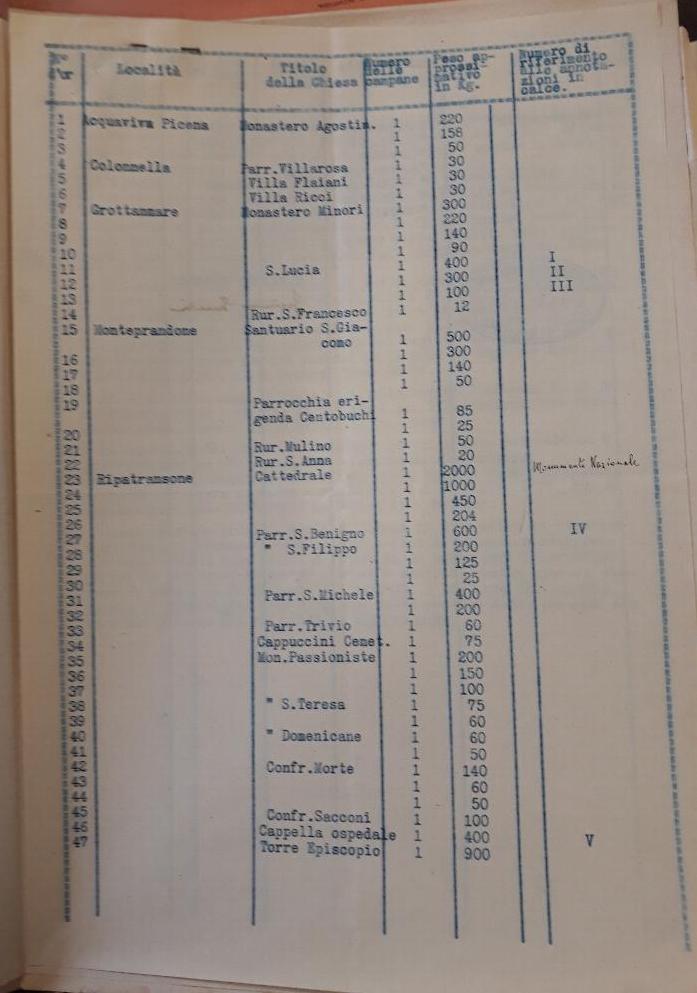 N° d'or
Località
Titolo
della Chiesa
Numero
delle
campane
Peso ap-
prossi-
mativo
in Kg.
Numero di
riferimento
alle annota-
zioni in
calce.
1 Acquaviva Picena Monastero Agostin. 1 220
2 1 158
3 1 50
4 Colonnella Parr.Villarosa 1 30
5 Villa Flaiani 1 30
6 Villa Ricci 1 30
7 Grottammare Monastero Minori 1 300
8 1 220
9 1 140
10 1 90
11 S.Lucia 1 400 I
12 1 300 II
13 1 100 III
14 Rur.S.Francesco 1 12
15 Monteprandone Santuario S.Gia-
como 1 500
16 1 300
17 1 140
18 1 50
19 Parrocchia eri-
genda Centobuchi 1 85
20 1 25
21 Rur.Mulino 1 50
22 Rur.S.Anna 1 20
23 Ripatransone Cattedrale 1 2000 Monumento Nazionale
24 1 1000
25 1 450
26 1 204
27 Parr.S.Benigno 1 600 IV
28 " S.Filippo 1 200
29 1 125
30 1 25
31 Parr.S.Michele 1 400
32 1 200
33 Parr.Trivio 1 60
34 Cappuccini Cemet. 1 75
35 Mon.Passioniste 1 200
36 1 150
37 1 100
38 " S.Teresa 1 75
39 1 60
40 " Domenicane 1 60
41 1 50
42 Confr.Morte 1 140
43 1 60
44 1 50
45 Confr.Sacconi 1 100
46 Cappella ospedale 1 400 V
47 Torre Episcopio 1 900